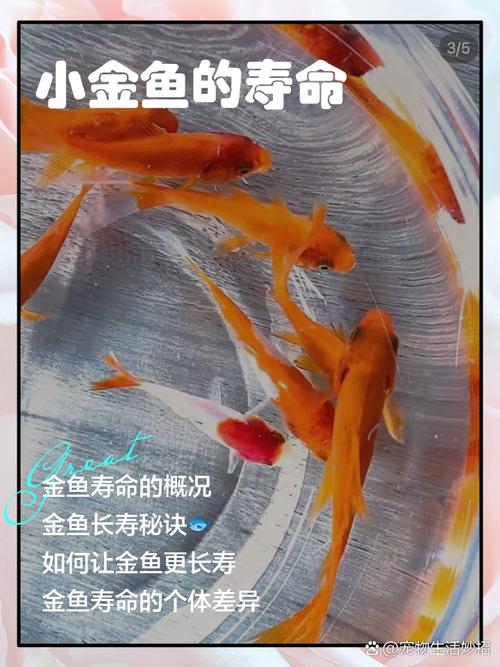 3/5
小金鱼的寿命
Great
金鱼寿命的概况
金鱼长寿秘诀🐟
如何让金鱼更长寿
金鱼寿命的个体差异
@宠物生活妙招